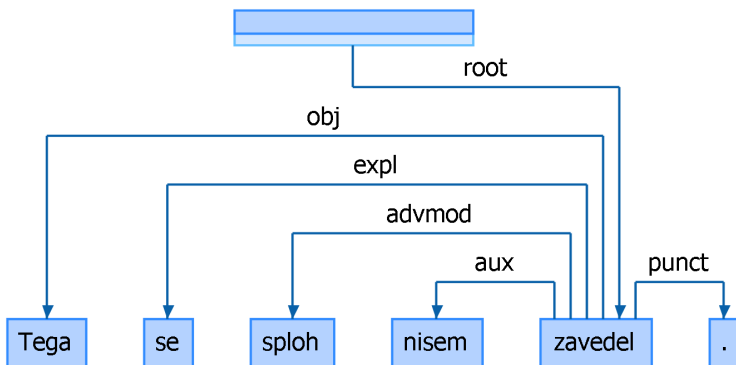 root
obj
expl
advmod
aux punct
Tega se sploh nisem zavedel .